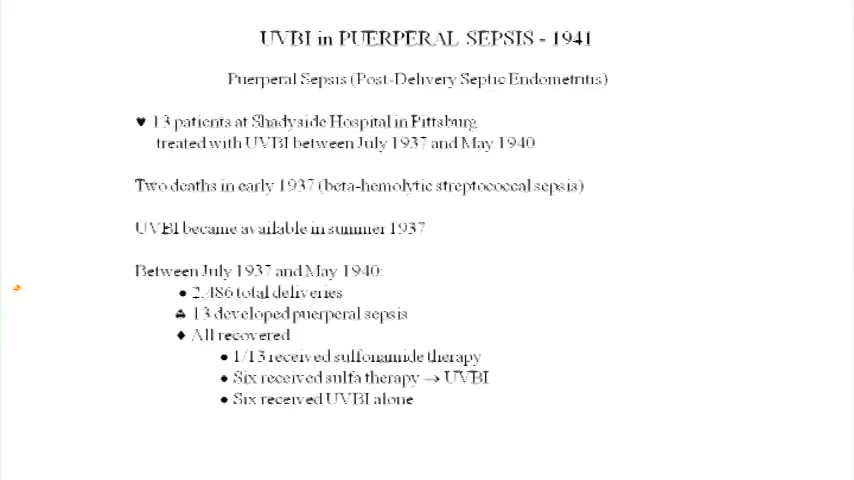 UVBI in PUERPERAL SEPSIS - 1941
Puerperal Sepsis (Post-Delivery Septic Endometritis)
♥ 13 patients at Shadyside Hospital in Pittsburg
treated with UVBI between July 1937 and May 1940
Two deaths in early 1937 (beta-hemolytic streptococcal sepsis)
UVBI became available in summer 1937
Between July 1937 and May 1940:
● 2,486 total deliveries
♣ 13 developed puerperal sepsis
♦ All recovered
● 1/13 received sulfonamide therapy
● Six received sulfa therapy → UVBI
● Six received UVBI alone